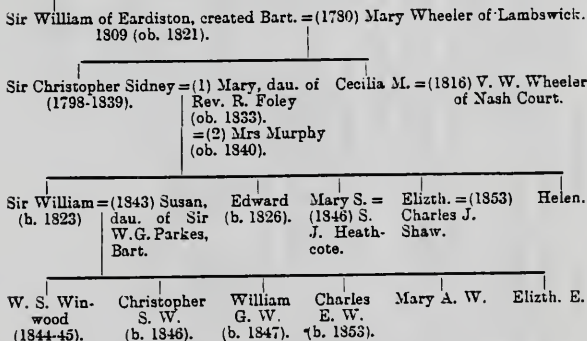 Sir William of Eardiston, created Bart. = (1780) Mary Wheeler of Lambswick.
1809 (ob. 1821).
Sir Christopher Sidney = (1) Mary, dau. of
(1798-1839).
Rev. R. Foley
(ob. 1833).
= (2) Mrs Murphy
(ob. 1840).
Cecilia M. = (1816) V. W. Wheeler
of Nash Court.
Sir William = (1843) Susan,
(b. 1823)
dau. of Sir
W. G. Parkes,
Bart.
Edward
(b. 1826).
Mary S. =
(1846) S.
J. Heath-
cote.
Elizth. = (1853)
Charles J.
Shaw.
Helen.
W. S. Win-
wood
(1844-45).
Christopher
S. W.
(b. 1846).
William
G. W.
(b. 1847).
Charles
E. W.
(b. 1853).
Mary A. W.
Elizth. E.